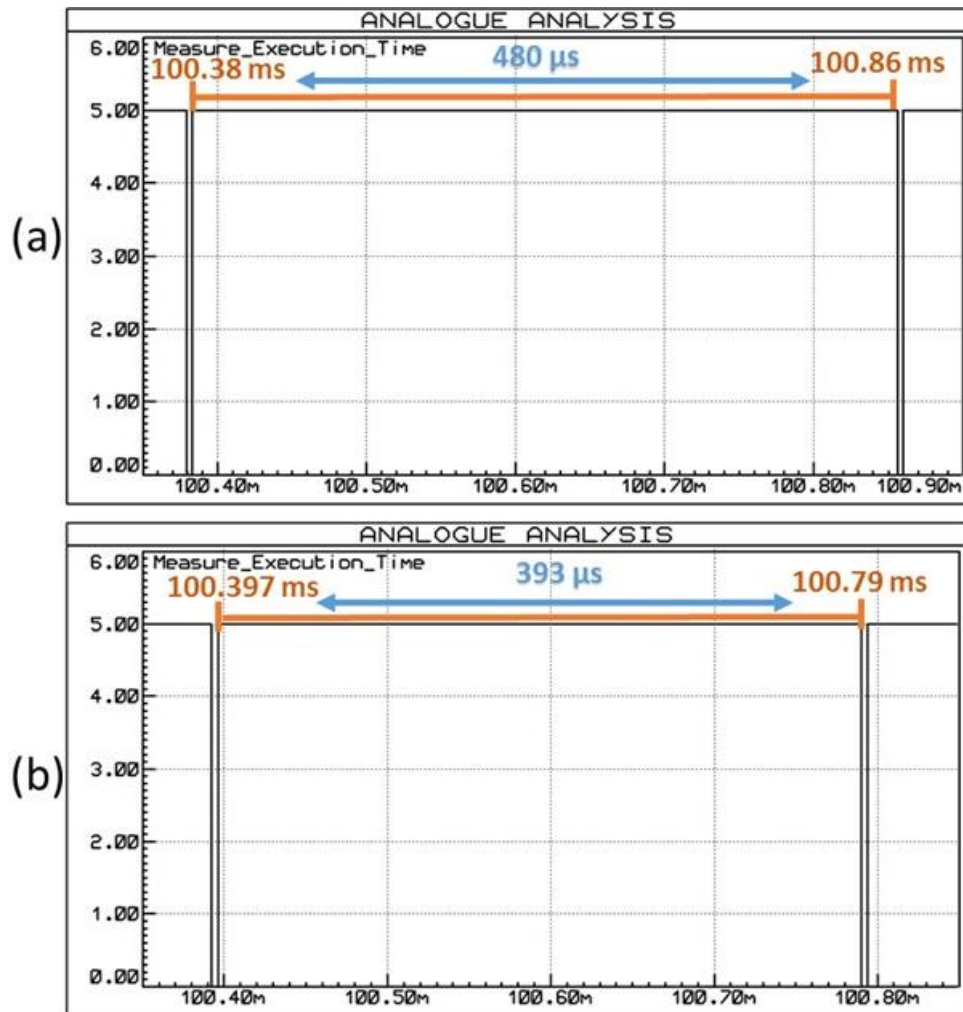 ANALOGUE ANALYSIS
6.00
Measure_Execution_Time
100.38 ms
480 µs
100.86 ms
5.00
4.00
(a)
3.00
2.00
1.00
0.00
100.40m 100.50m 100.60m 100.70m 100.80m 100.90m
ANALOGUE ANALYSIS
6.00
Measure_Execution_Time
100.397 ms
393 µs
100.79 ms
5.00
4.00
(b)
3.00
2.00
1.00
0.00
100.40m 100.50m 100.60m 100.70m 100.80m